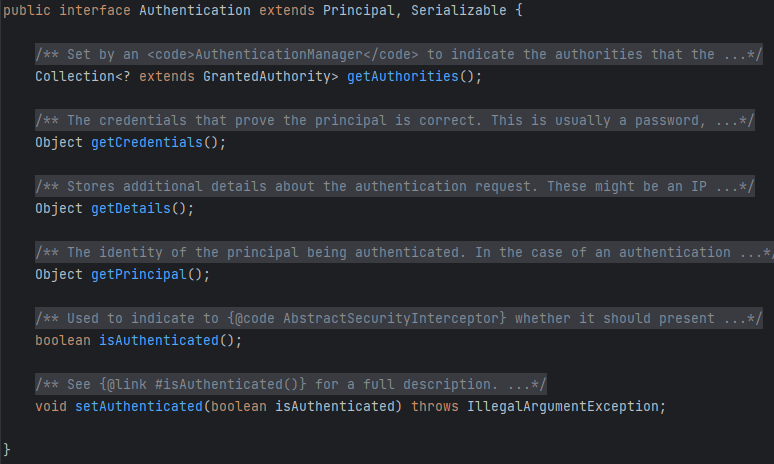 public interface Authentication extends Principal, Serializable {
/** Set by an <code>AuthenticationManager</code> to indicate the authorities that the ...*/
Collection<? extends GrantedAuthority> getAuthorities();
/** The credentials that prove the principal is correct. This is usually a password, ...*/
Object getCredentials();
/** Stores additional details about the authentication request. These might be an IP ...*/
Object getDetails();
/** The identity of the principal being authenticated. In the case of an authentication ...*/
Object getPrincipal();
/** Used to indicate to {@code AbstractSecurityInterceptor} whether it should present ...*/
boolean isAuthenticated();
/** See {@link #isAuthenticated()} for a full description. ...*/
void setAuthenticated(boolean isAuthenticated) throws IllegalArgumentException;
}